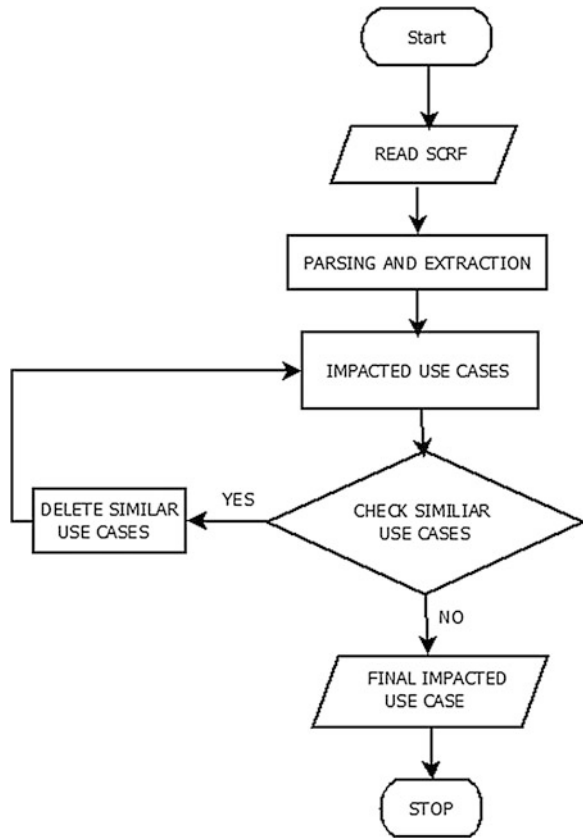 Start
READ SCRF
PARSING AND EXTRACTION
IMPACTED USE CASES
DELETE SIMILAR
USE CASES
YES
CHECK SIMILIAR
USE CASES
NO
FINAL IMPACTED
USE CASE
STOP